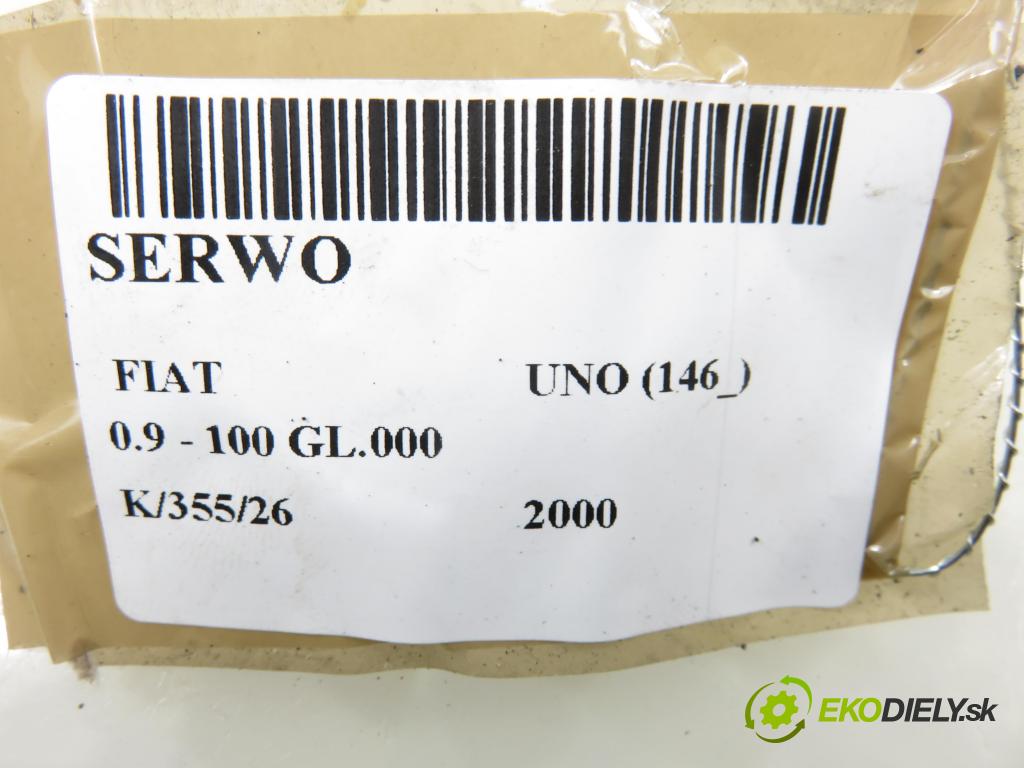 SERWO
FIAT UNO (146_)
0.9 - 100 GL.000
K/355/26 2000
EKODIELY.sk